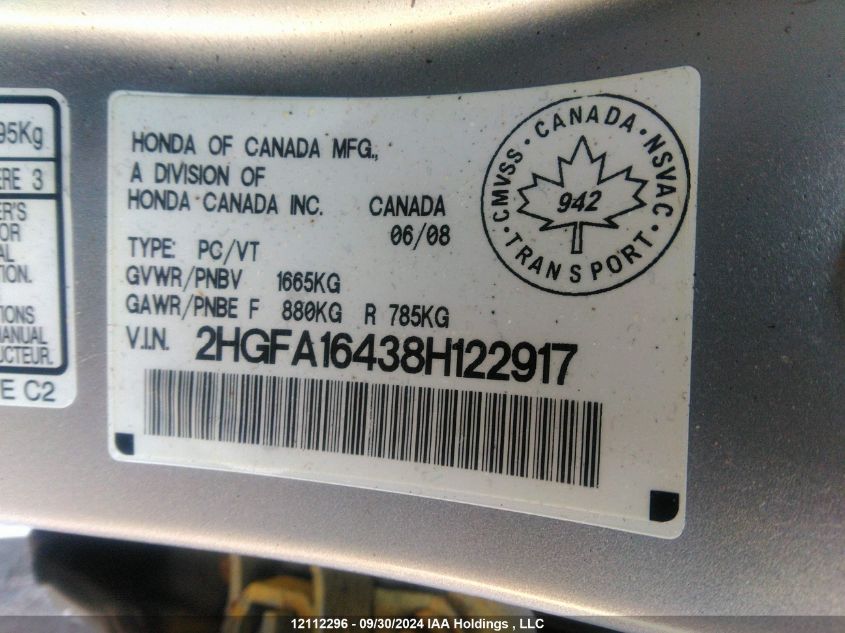 95Kg
ERE 3
ER'S
OR
AL
TION.
TIONS
MANUAL
UCTEUR.
E C2
HONDA OF CANADA MFG.,
A DIVISION OF
HONDA CANADA INC. CANADA
06/08
TYPE: PC/VT
GVWR/PNBV 1665KG
GAWR/PNBE F 880KG R 785KG
V.I.N. 2HGFA16438H122917
CMVSS · CANADA · NSVAC · TRANSPORT ·
942
12112296 - 09/30/2024 IAA Holdings , LLC